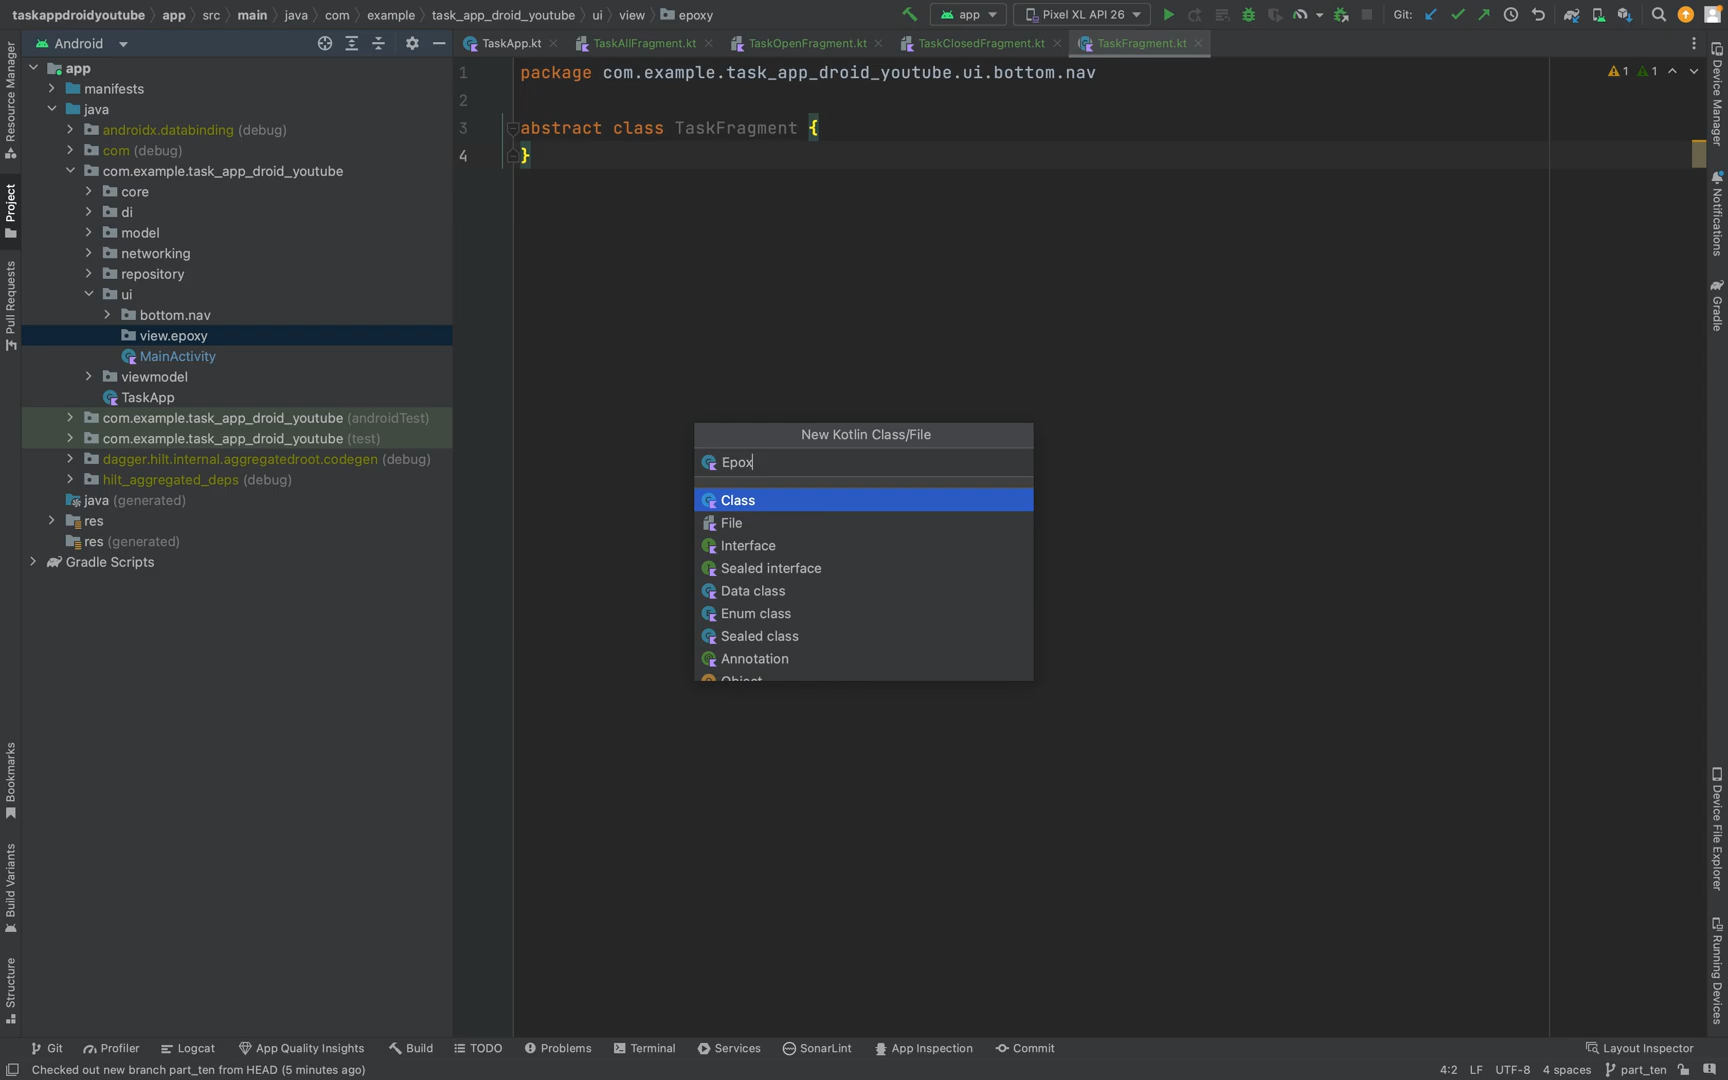 taskappdroidyoutube app src main java com example task_app_droid_youtube ui view epoxy
app Pixel XL API 26 Git:
Android
TaskApp.kt TaskAllFragment.kt TaskOpenFragment.kt TaskClosedFragment.kt TaskFragment.kt
app
manifests
java
androidx.databinding (debug)
com (debug)
com.example.task_app_droid_youtube
core
di
model
networking
repository
ui
bottom.nav
view.epoxy
MainActivity
viewmodel
TaskApp
com.example.task_app_droid_youtube (androidTest)
com.example.task_app_droid_youtube (test)
dagger.hilt.internal.aggregatedroot.codegen (debug)
hilt_aggregated_deps (debug)
java (generated)
res
res (generated)
Gradle Scripts
1 package com.example.task_app_droid_youtube.ui.bottom.nav
2
3 abstract class TaskFragment {
4 }
1 1
New Kotlin Class/File
Epox
Class
File
Interface
Sealed interface
Data class
Enum class
Sealed class
Annotation
Object
Resource Manager
Project
Pull Requests
Bookmarks
Build Variants
Structure
Device Manager
Notifications
Gradle
Device File Explorer
Running Devices
Git Profiler Logcat App Quality Insights Build TODO Problems Terminal Services SonarLint App Inspection Commit Layout Inspector
Checked out new branch part_ten from HEAD (5 minutes ago) 4:2 LF UTF-8 4 spaces part_ten